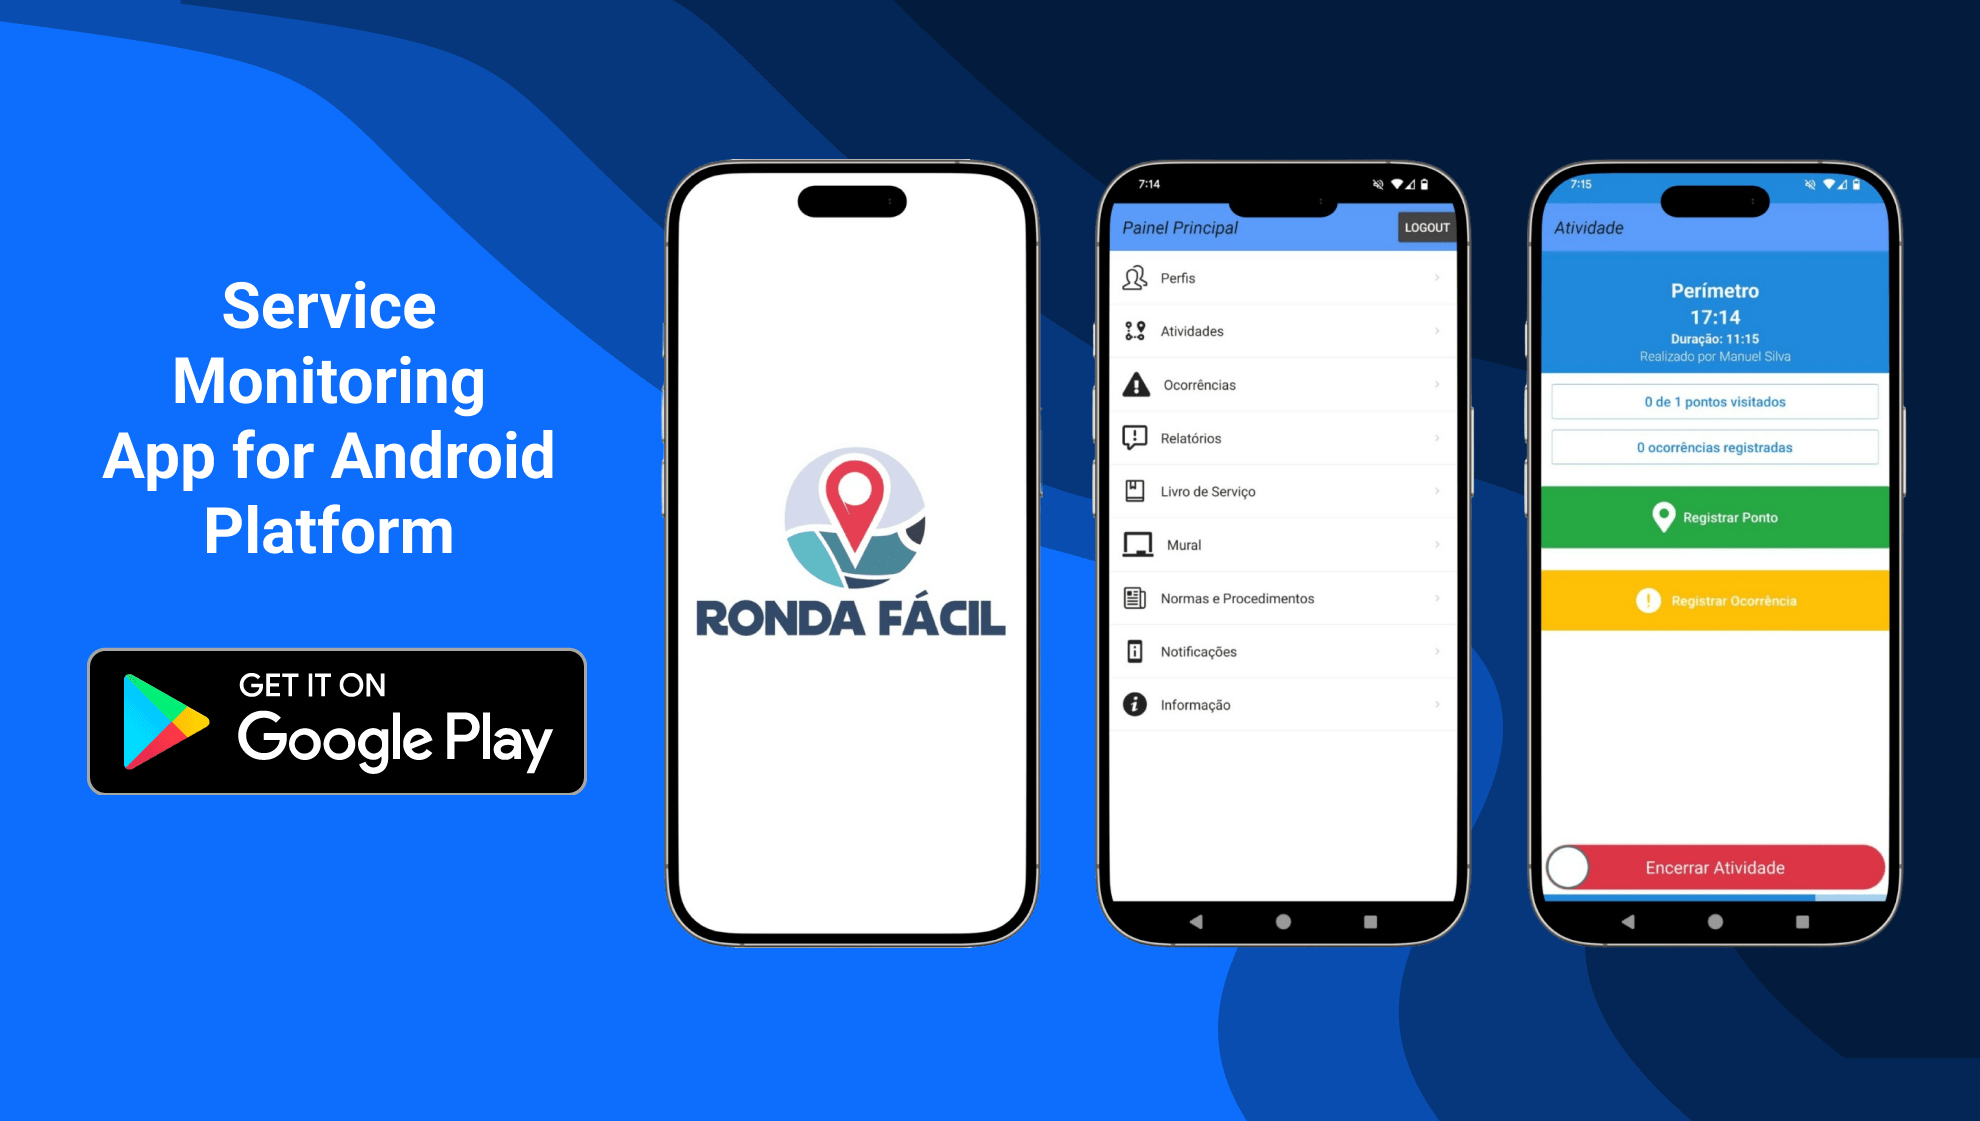 Service
Monitoring
App for Android
Platform
GET IT ON
Google Play
RONDA FÁCIL
7:14
Painel Principal
LOGOUT
Perfis
Atividades
Ocorrências
Relatórios
Livro de Serviço
Mural
Normas e Procedimentos
Notificações
Informação
7:15
Atividade
Perímetro
17:14
Duração: 11:15
Realizado por Manuel Silva
0 de 1 pontos visitados
0 ocorrências registradas
Registrar Ponto
Registrar Ocorrência
Encerrar Atividade